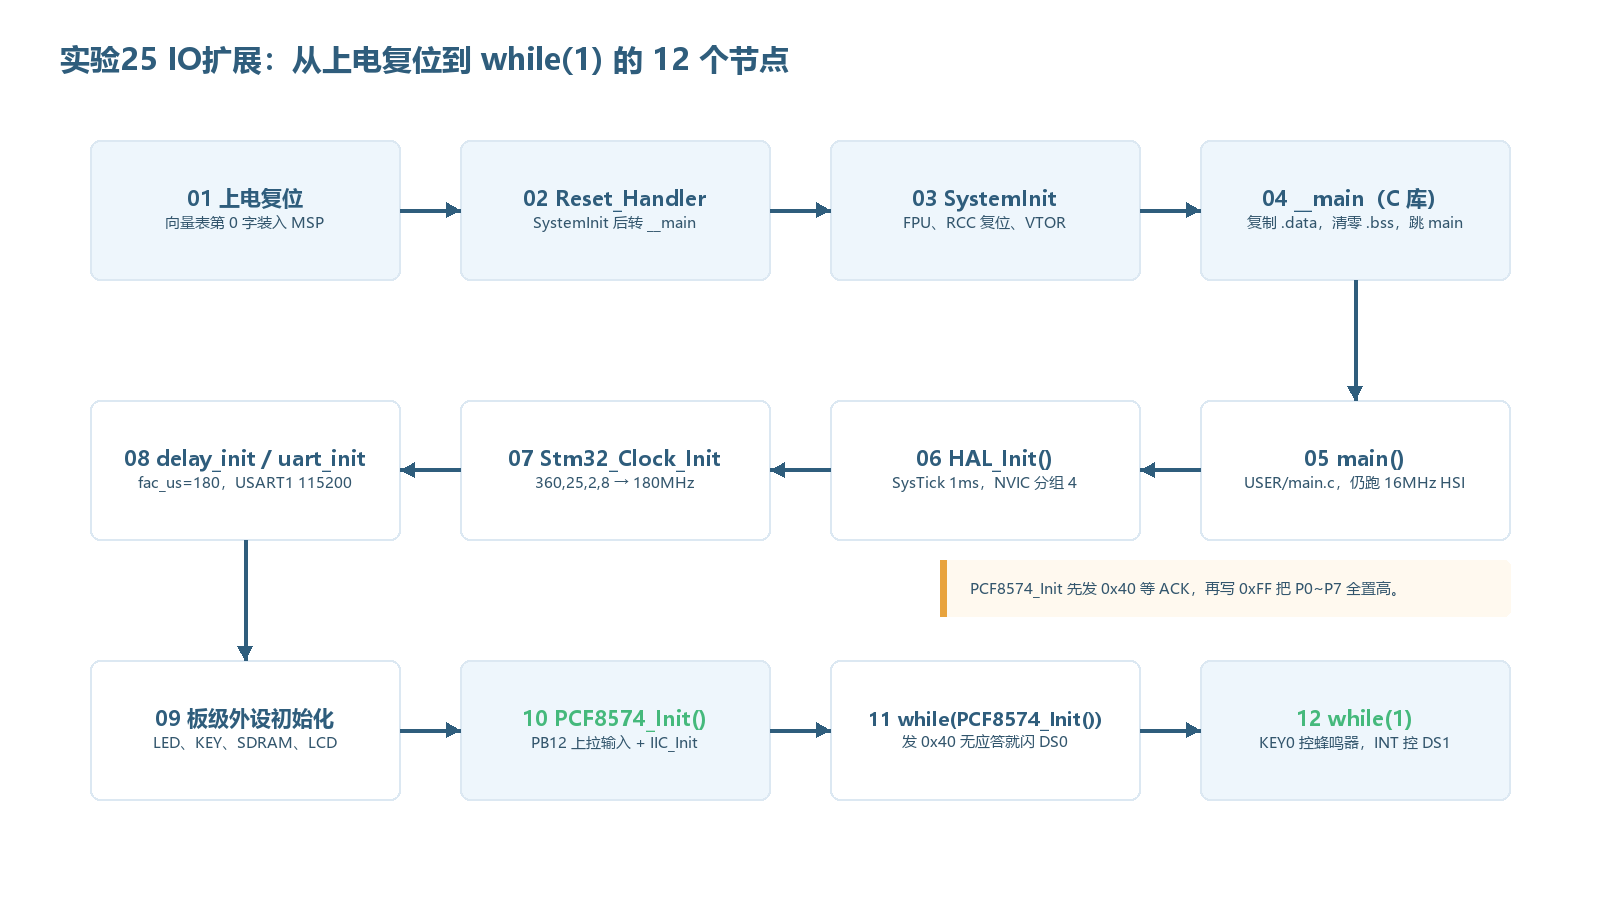 实验25 IO扩展：从上电复位到 while(1) 的 12 个节点
01 上电复位
向量表第 0 字装入 MSP
02 Reset_Handler
SystemInit 后转 __main
03 SystemInit
FPU、RCC 复位、VTOR
04 __main（C 库）
复制 .data，清零 .bss，跳 main
05 main()
USER/main.c，仍跑 16MHz HSI
06 HAL_Init()
SysTick 1ms，NVIC 分组 4
07 Stm32_Clock_Init
360,25,2,8 → 180MHz
08 delay_init / uart_init
fac_us=180，USART1 115200
PCF8574_Init 先发 0x40 等 ACK，再写 0xFF 把 P0~P7 全置高。
09 板级外设初始化
LED、KEY、SDRAM、LCD
10 PCF8574_Init()
PB12 上拉输入 + IIC_Init
11 while(PCF8574_Init())
发 0x40 无应答就闪 DS0
12 while(1)
KEY0 控蜂鸣器，INT 控 DS1